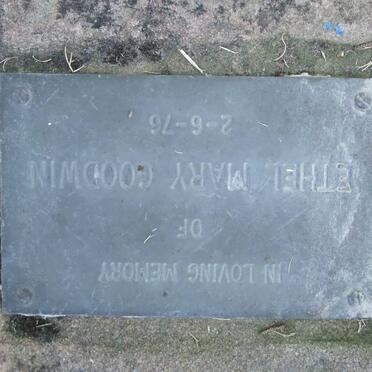 IN LOVING MEMORY
OF
ETHEL MARY GOODWIN
2-6-76